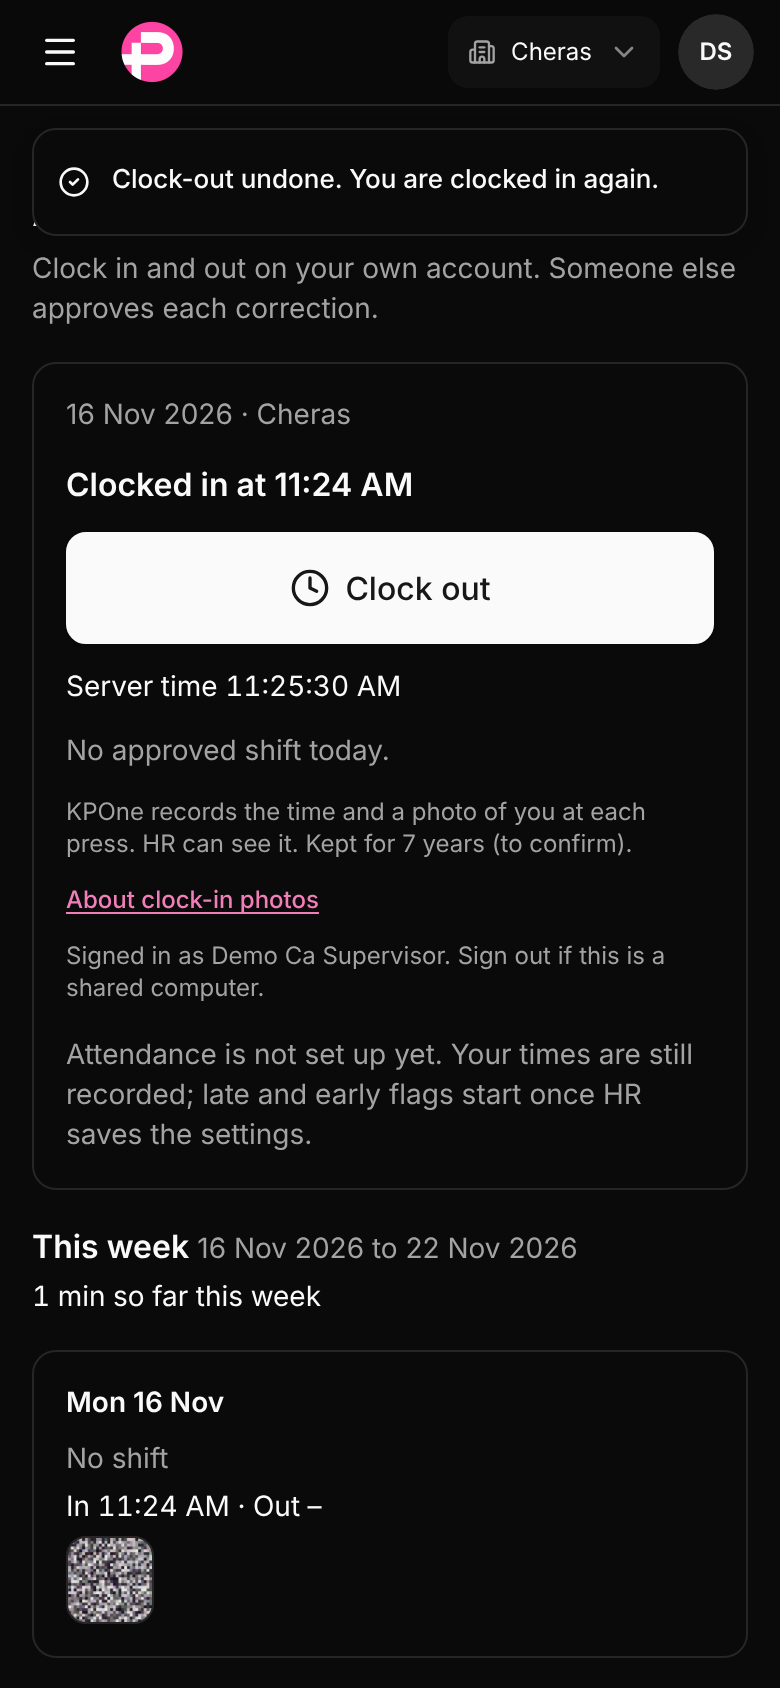 Cheras
DS
Clock-out undone. You are clocked in again.
Clock in and out on your own account. Someone else
approves each correction.
16 Nov 2026 · Cheras
Clocked in at 11:24 AM
Clock out
Server time 11:25:30 AM
No approved shift today.
KPOne records the time and a photo of you at each
press. HR can see it. Kept for 7 years (to confirm).
About clock-in photos
Signed in as Demo Ca Supervisor. Sign out if this is a
shared computer.
Attendance is not set up yet. Your times are still
recorded; late and early flags start once HR
saves the settings.
This week 16 Nov 2026 to 22 Nov 2026
1 min so far this week
Mon 16 Nov
No shift
In 11:24 AM · Out –